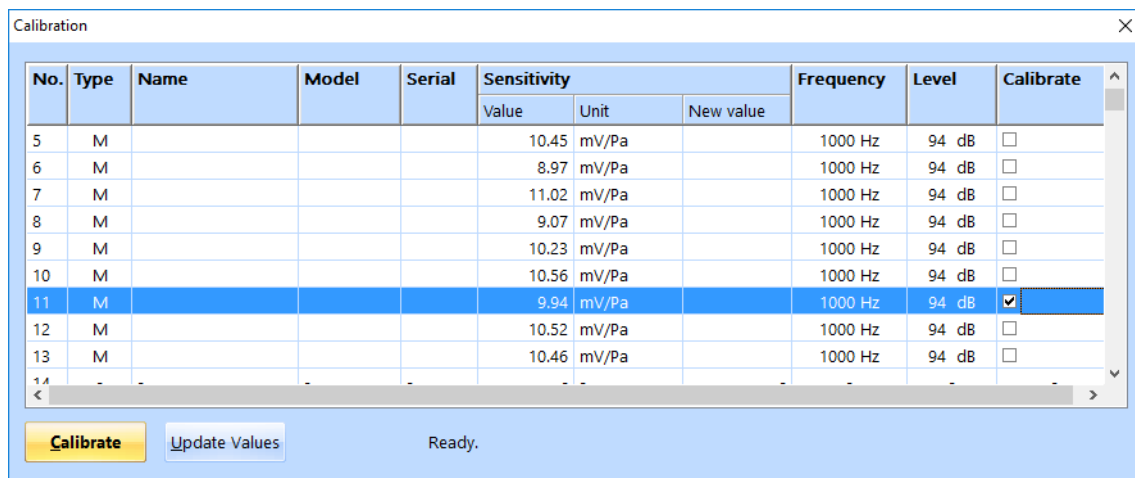 Calibration
No. Type Name Model Serial Sensitivity Frequency Level Calibrate
Value Unit New value
5 M 10.45 mV/Pa 1000 Hz 94 dB
6 M 8.97 mV/Pa 1000 Hz 94 dB
7 M 11.02 mV/Pa 1000 Hz 94 dB
8 M 9.07 mV/Pa 1000 Hz 94 dB
9 M 10.23 mV/Pa 1000 Hz 94 dB
10 M 10.56 mV/Pa 1000 Hz 94 dB
11 M 9.94 mV/Pa 1000 Hz 94 dB
12 M 10.52 mV/Pa 1000 Hz 94 dB
13 M 10.46 mV/Pa 1000 Hz 94 dB
14 - - - - - - - - - -
Calibrate Update Values Ready.